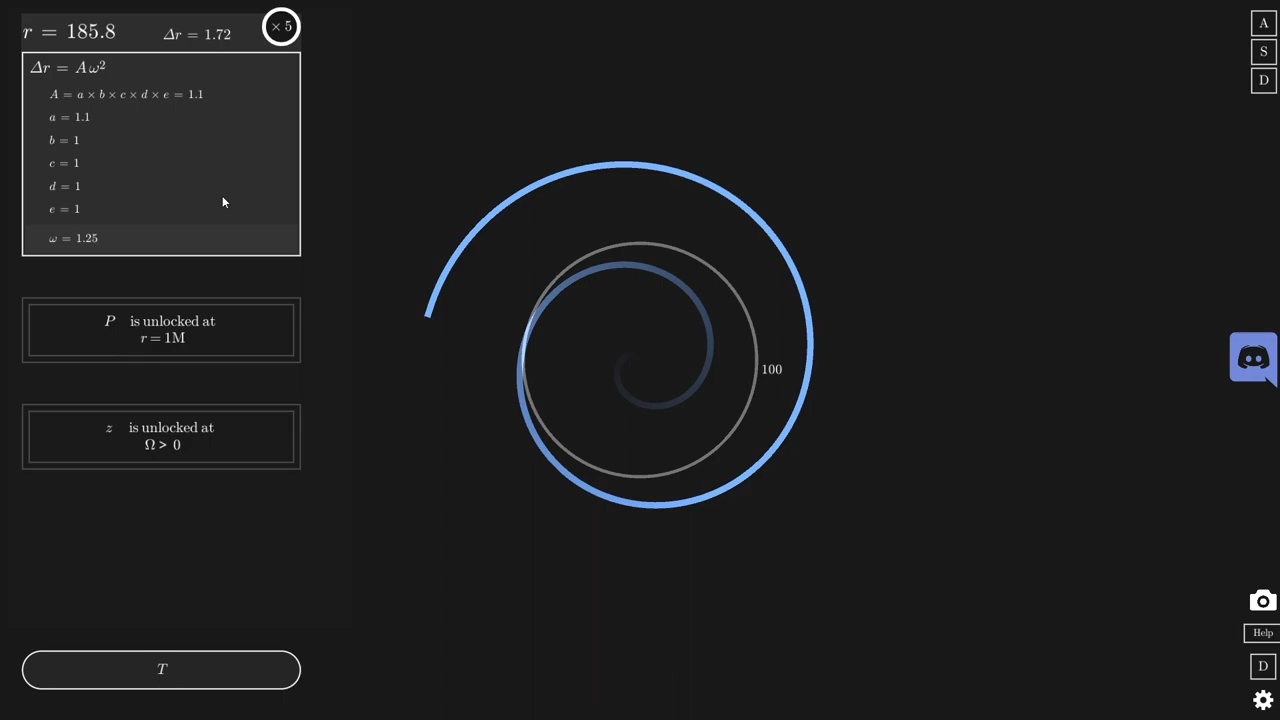 r = 185.8
Δr = 1.72
× 5
Δr = Aω²
A = a × b × c × d × e = 1.1
a = 1.1
b = 1
c = 1
d = 1
e = 1
ω = 1.25
P is unlocked at
r = 1M
z is unlocked at
Ω > 0
T
100
A
S
D
Help
D